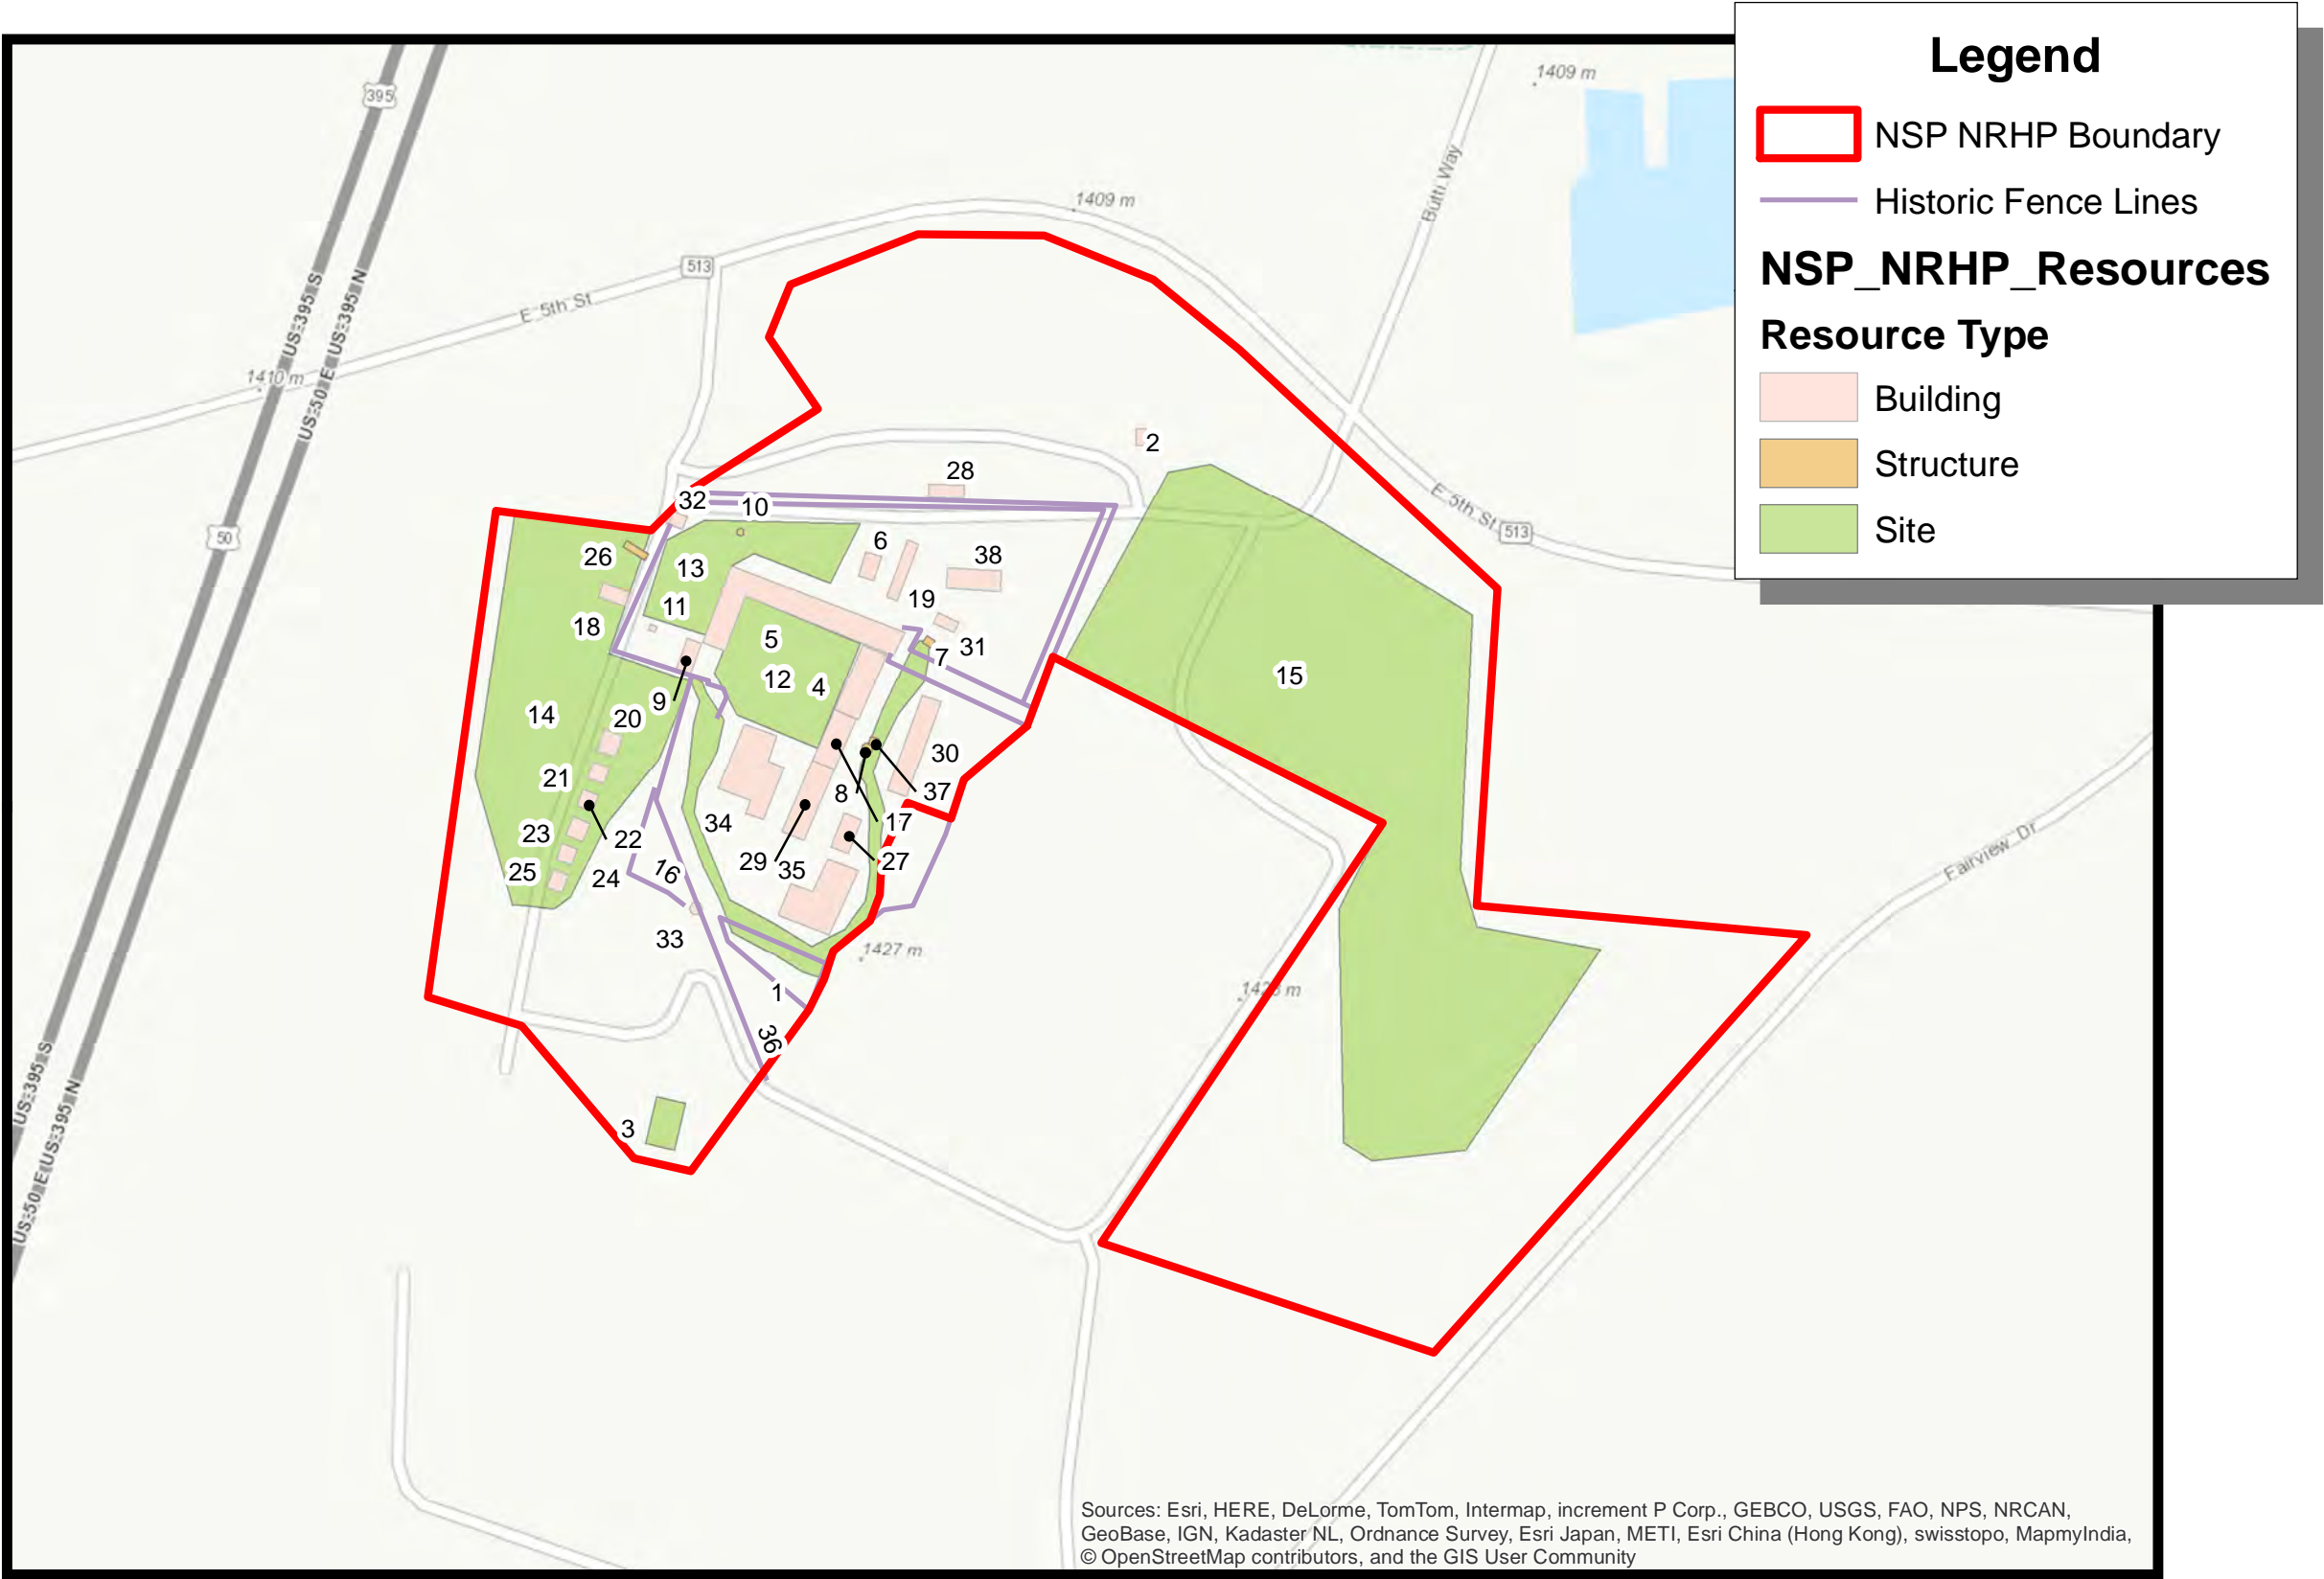 Legend
NSP NRHP Boundary
Historic Fence Lines
NSP_NRHP_Resources
Resource Type
Building
Structure
Site
395
1409 m
1409 m
Butti Way
513
E 5th St
US-395 S
US-50 E US-395 N
1410 m
2
28
32
10
E 5th St
513
50
6
26
38
13
19
11
18
5
31
7
12
4
15
9
14
20
30
21
8
37
17
34
23
22
29
35
27
25
24
16
Fairview Dr
33
1427 m
1
1428 m
36
US-395 S
3
US-50 E US-395 N
Sources: Esri, HERE, DeLorme, TomTom, Intermap, increment P Corp., GEBCO, USGS, FAO, NPS, NRCAN,
GeoBase, IGN, Kadaster NL, Ordnance Survey, Esri Japan, METI, Esri China (Hong Kong), swisstopo, MapmyIndia,
© OpenStreetMap contributors, and the GIS User Community